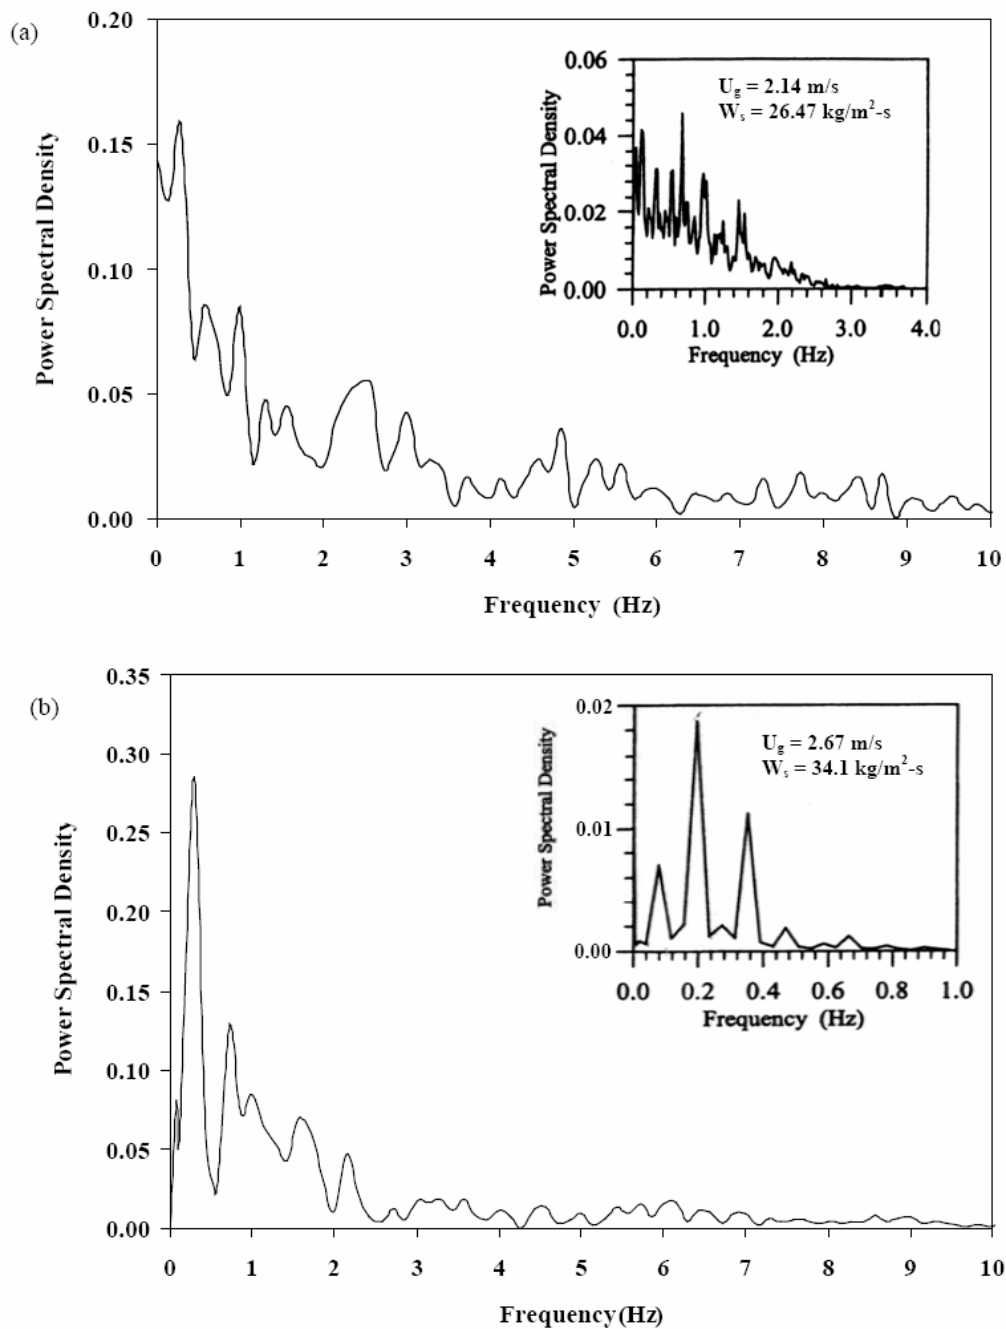 (a)
0.20
0.15
0.10
0.05
0.00
Power Spectral Density
0 1 2 3 4 5 6 7 8 9 10
Frequency (Hz)
0.06
0.04
0.02
0.00
Power Spectral Density
U_g = 2.14 m/s
W_s = 26.47 kg/m²-s
0.0 1.0 2.0 3.0 4.0
Frequency (Hz)
(b)
0.35
0.30
0.25
0.20
0.15
0.10
0.05
0.00
Power Spectral Density
0 1 2 3 4 5 6 7 8 9 10
Frequency (Hz)
0.02
0.01
0.00
Power Spectral Density
U_g = 2.67 m/s
W_s = 34.1 kg/m²-s
0.0 0.2 0.4 0.6 0.8 1.0
Frequency (Hz)